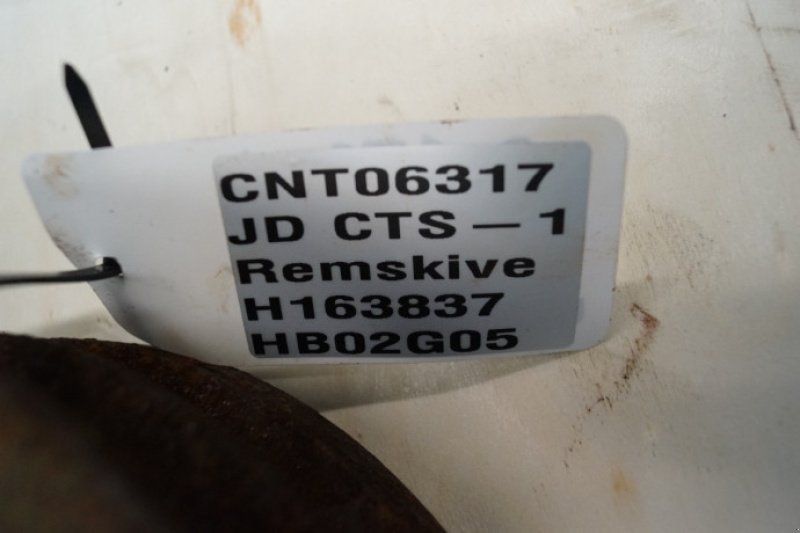 CNT06317
JD CTS – 1
Remskive
H163837
HB02G05